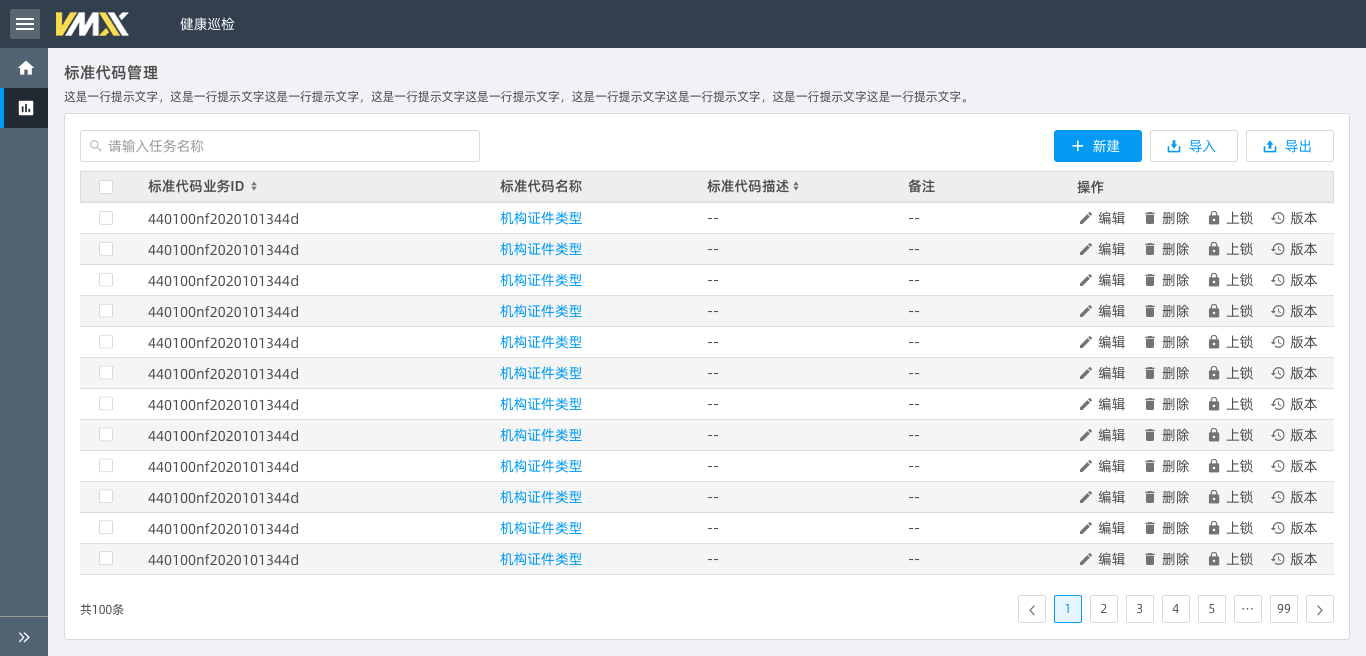 VMX 健康巡检
标准代码管理
这是一行提示文字，这是一行提示文字这是一行提示文字，这是一行提示文字这是一行提示文字，这是一行提示文字这是一行提示文字，这是一行提示文字这是一行提示文字。
请输入任务名称 新建 导入 导出
标准代码业务ID 标准代码名称 标准代码描述 备注 操作
440100nf2020101344d 机构证件类型 -- -- 编辑 删除 上锁 版本
440100nf2020101344d 机构证件类型 -- -- 编辑 删除 上锁 版本
440100nf2020101344d 机构证件类型 -- -- 编辑 删除 上锁 版本
440100nf2020101344d 机构证件类型 -- -- 编辑 删除 上锁 版本
440100nf2020101344d 机构证件类型 -- -- 编辑 删除 上锁 版本
440100nf2020101344d 机构证件类型 -- -- 编辑 删除 上锁 版本
440100nf2020101344d 机构证件类型 -- -- 编辑 删除 上锁 版本
440100nf2020101344d 机构证件类型 -- -- 编辑 删除 上锁 版本
440100nf2020101344d 机构证件类型 -- -- 编辑 删除 上锁 版本
440100nf2020101344d 机构证件类型 -- -- 编辑 删除 上锁 版本
440100nf2020101344d 机构证件类型 -- -- 编辑 删除 上锁 版本
440100nf2020101344d 机构证件类型 -- -- 编辑 删除 上锁 版本
共100条 1 2 3 4 5 ··· 99